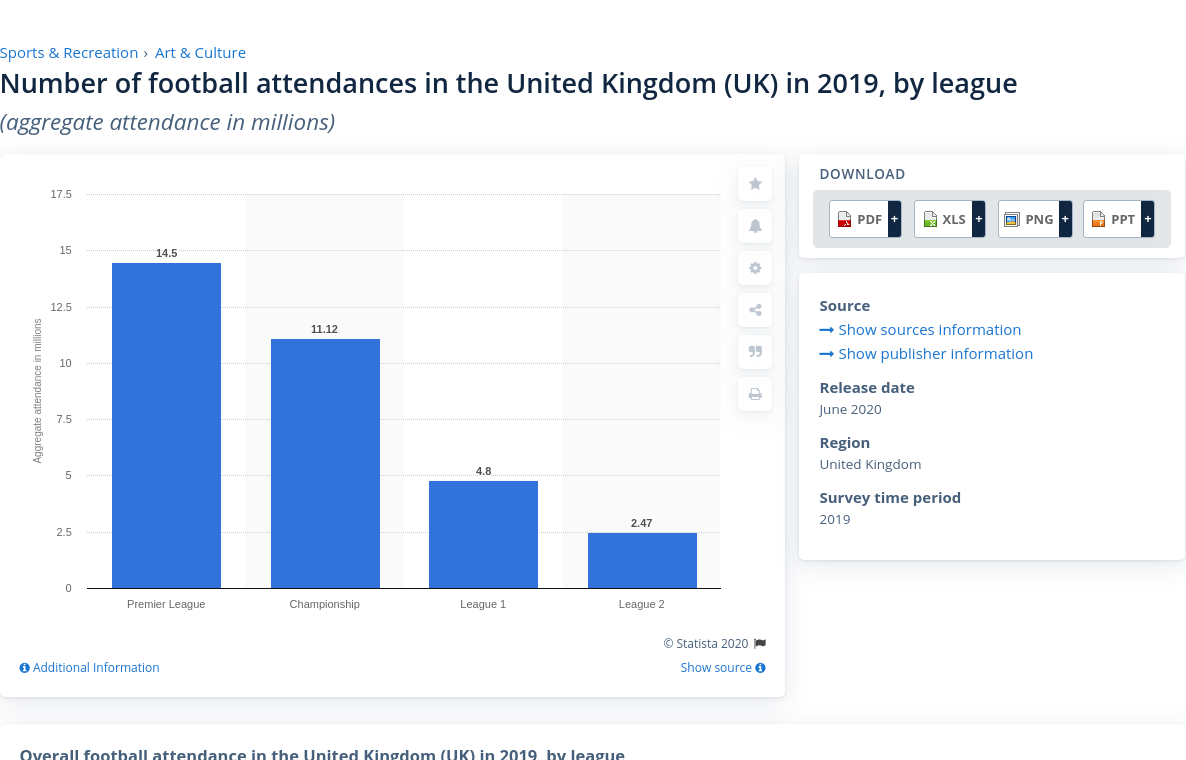 Sports & Recreation › Art & Culture
Number of football attendances in the United Kingdom (UK) in 2019, by league
(aggregate attendance in millions)
17.5
15
12.5
10
7.5
5
2.5
0
Aggregate attendance in millions
14.5
11.12
4.8
2.47
Premier League
Championship
League 1
League 2
© Statista 2020
Additional Information
Show source
DOWNLOAD
PDF + XLS + PNG + PPT +
Source
Show sources information
Show publisher information
Release date
June 2020
Region
United Kingdom
Survey time period
2019
Overall football attendance in the United Kingdom (UK) in 2019, by league